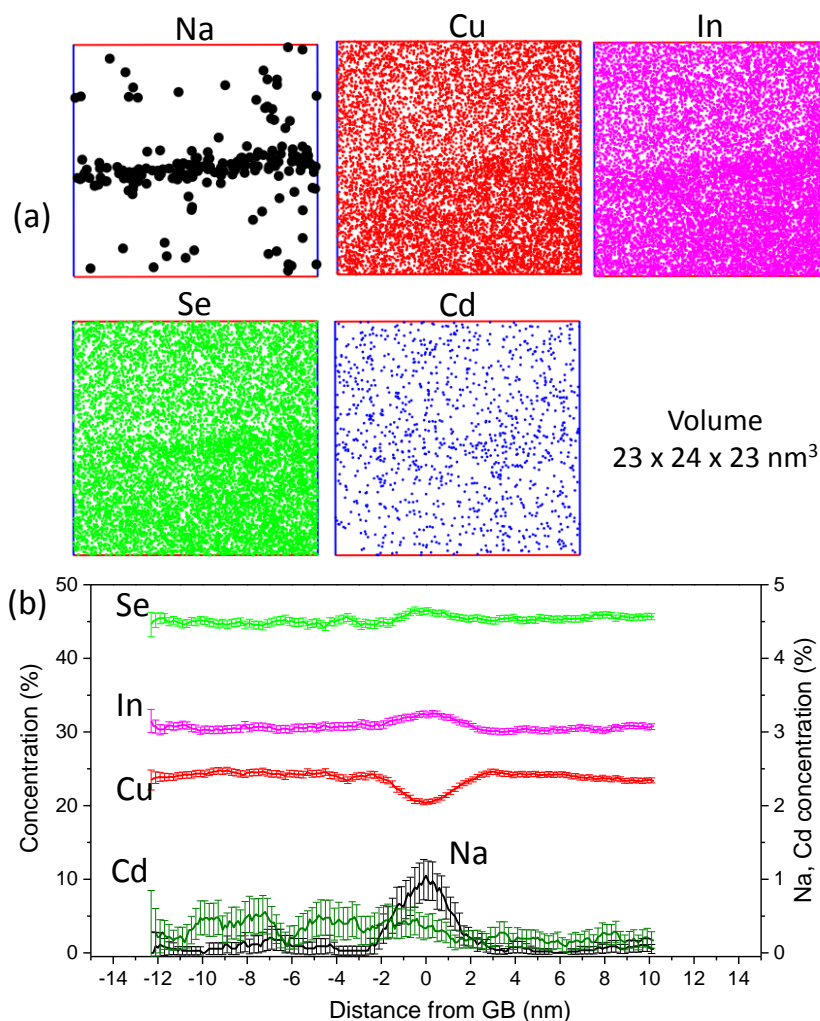 Na Cu In
(a)
Se Cd
Volume
23 x 24 x 23 nm³
(b)
50 5
Se
40 4
In
30 3
Cu
20 2
Cd Na
10 1
0 0
-14 -12 -10 -8 -6 -4 -2 0 2 4 6 8 10 12 14
Distance from GB (nm)
Concentration (%)
Na, Cd concentration (%)